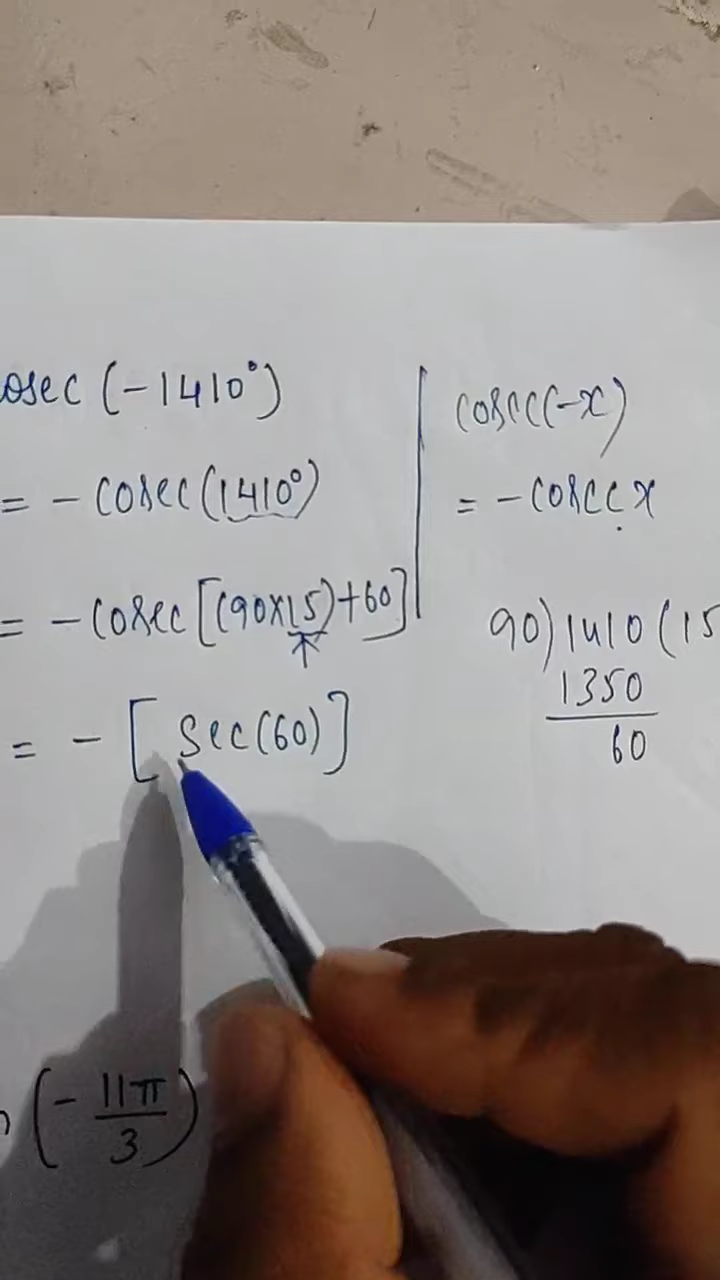 osec (-1410°)
= - cosec (1410°)
= - cosec [(90×15)+60]
= - [ sec(60) ]
cosec(-x)
= - cosec x
90) 1410 (15
1350
60
(- 11π/3)